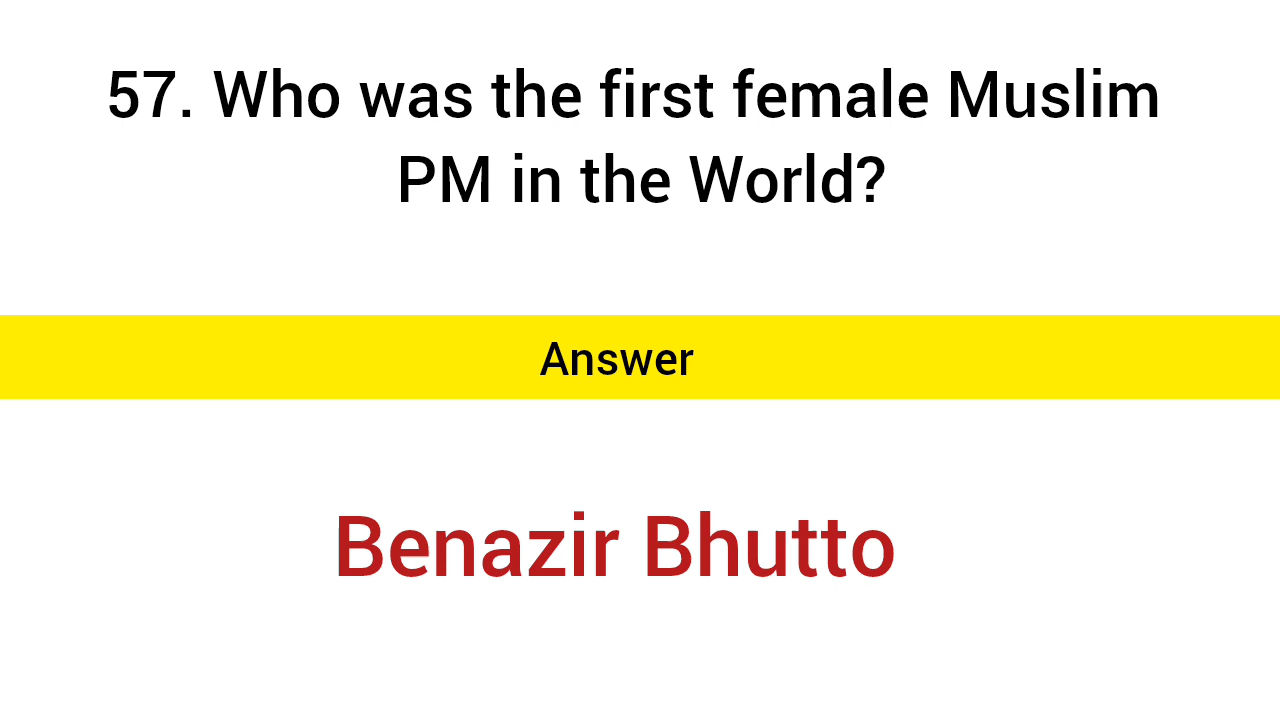 57. Who was the first female Muslim
PM in the World?
Answer
Benazir Bhutto